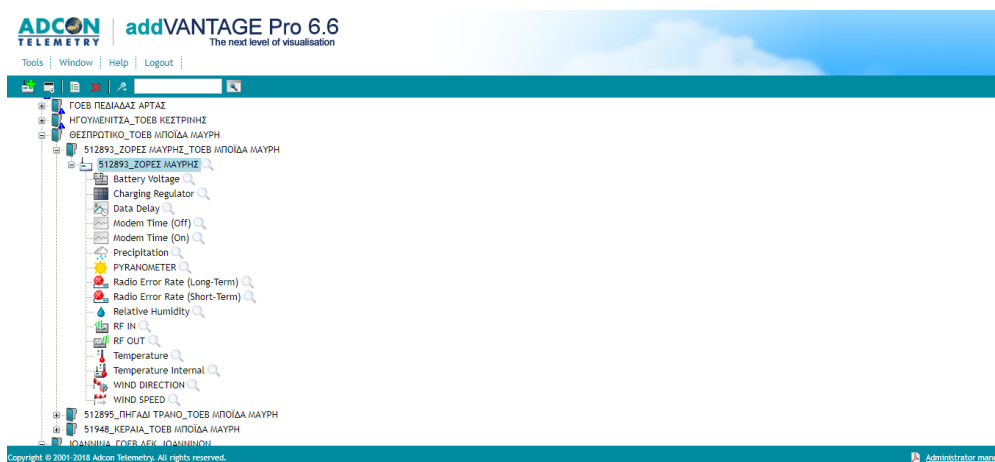 ADCON TELEMETRY
addVANTAGE Pro 6.6
The next level of visualisation
Tools Window Help Logout
ΓΟΕΒ ΠΕΔΙΑΔΑΣ ΑΡΤΑΣ
ΗΓΟΥΜΕΝΙΤΣΑ_ΤΟΕΒ ΚΕΣΤΡΙΝΗΣ
ΘΕΣΠΡΩΤΙΚΟ_ΤΟΕΒ ΜΠΟΪΔΑ ΜΑΥΡΗ
512893_ΖΟΡΕΣ ΜΑΥΡΗΣ_ΤΟΕΒ ΜΠΟΪΔΑ ΜΑΥΡΗ
512893_ΖΟΡΕΣ ΜΑΥΡΗΣ
Battery Voltage
Charging Regulator
Data Delay
Modem Time (Off)
Modem Time (On)
Precipitation
PYRANOMETER
Radio Error Rate (Long-Term)
Radio Error Rate (Short-Term)
Relative Humidity
RF IN
RF OUT
Temperature
Temperature Internal
WIND DIRECTION
WIND SPEED
512895_ΠΗΓΑΔΙ ΤΡΑΝΟ_ΤΟΕΒ ΜΠΟΪΔΑ ΜΑΥΡΗ
51948_ΚΕΡΑΙΑ_ΤΟΕΒ ΜΠΟΪΔΑ ΜΑΥΡΗ
ΙΟΑΝΝΙΝΑ_ΤΟΕΒ ΛΕΚ_ΙΟΑΝΝΙΝΟΝ
Copyright © 2001-2018 Adcon Telemetry. All rights reserved.
Administrator